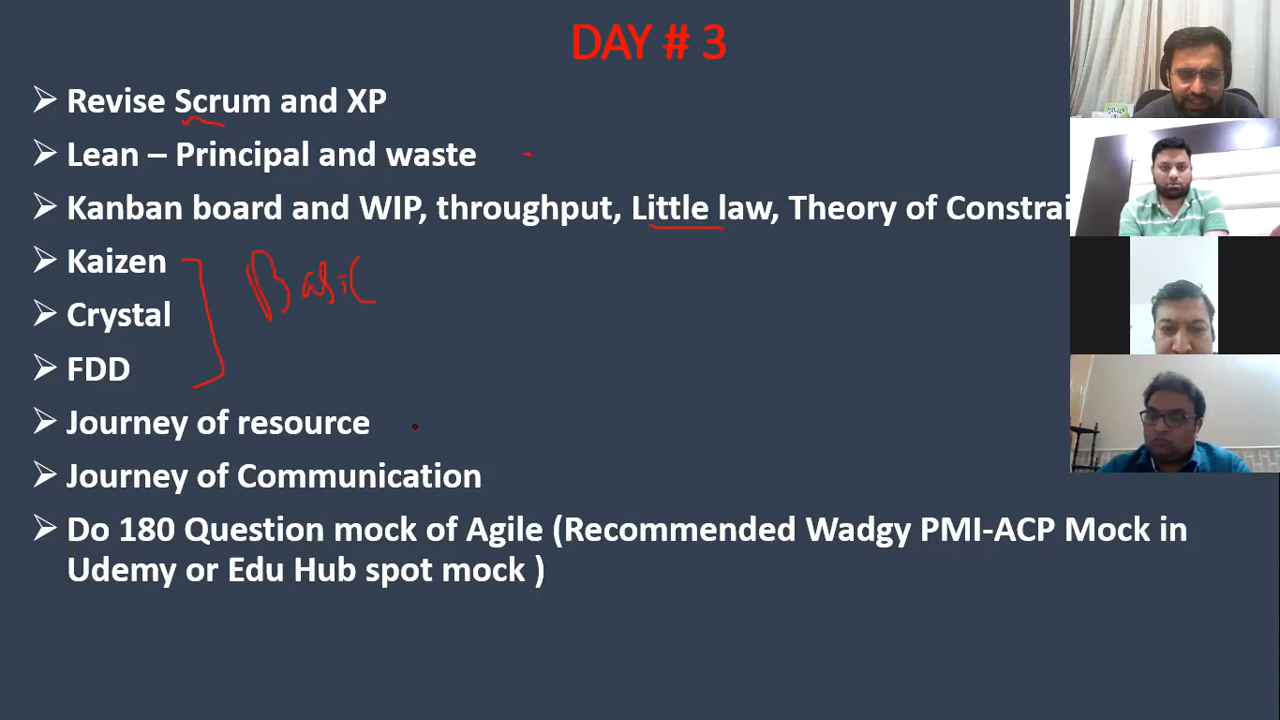 DAY # 3
Revise Scrum and XP
Lean – Principal and waste
Kanban board and WIP, throughput, Little law, Theory of Constrai
Kaizen
Basic
Crystal
FDD
Journey of resource
Journey of Communication
Do 180 Question mock of Agile (Recommended Wadgy PMI-ACP Mock in
Udemy or Edu Hub spot mock )